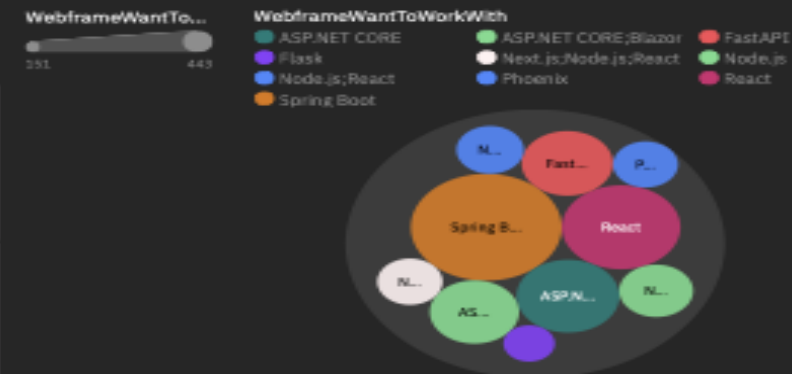 WebframeWantTo...
151
443
WebframeWantToWorkWith
ASP.NET CORE
ASP.NET CORE;Blazor
FastAPI
Flask
Next.js;Node.js;React
Node.js
Node.js;React
Phoenix
React
Spring Boot
N...
Fast...
P...
Spring B...
React
N...
AS...
ASP.N...
N...